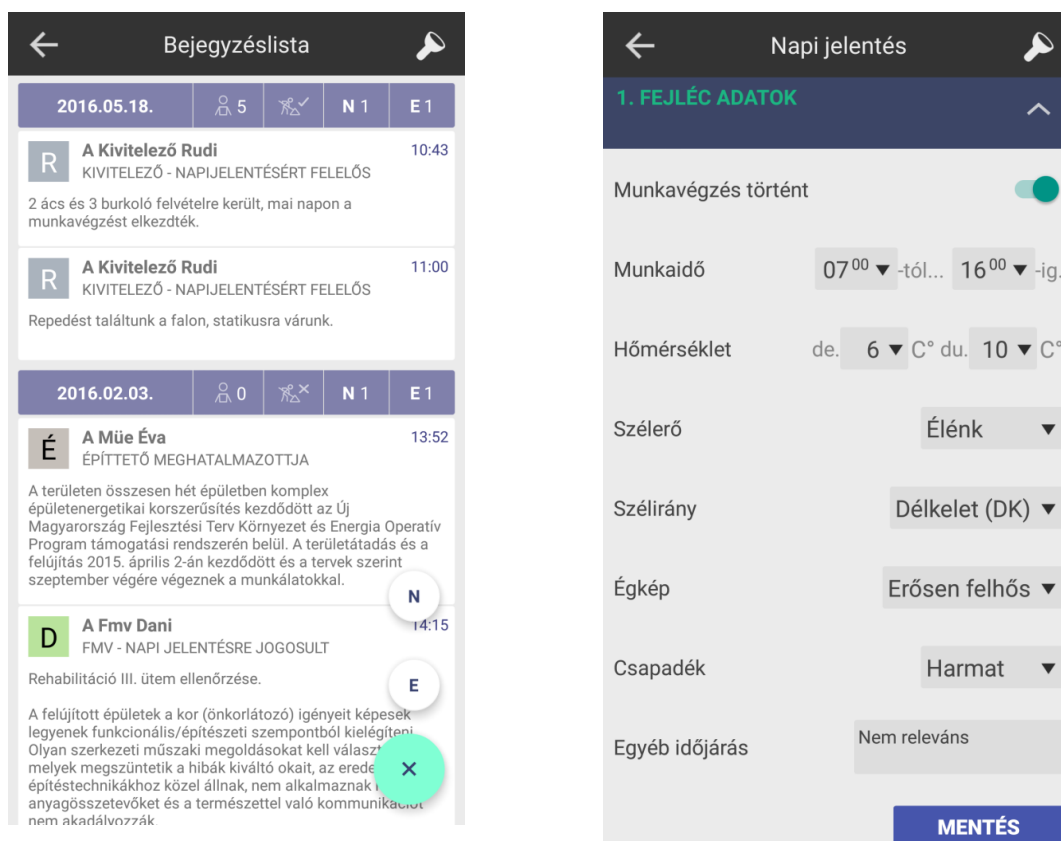 Bejegyzéslista
2016.05.18. 5 N 1 E 1
R A Kivitelező Rudi 10:43
KIVITELEZŐ - NAPIJELENTÉSÉRT FELELŐS
2 ács és 3 burkoló felvételre került, mai napon a
munkavégzést elkezdték.
R A Kivitelező Rudi 11:00
KIVITELEZŐ - NAPIJELENTÉSÉRT FELELŐS
Repedést találtunk a falon, statikusra várunk.
2016.02.03. 0 N 1 E 1
É A Müe Éva 13:52
ÉPÍTTETŐ MEGHATALMAZOTTJA
A területen összesen hét épületben komplex
épületenergetikai korszerűsítés kezdődött az Új
Magyarország Fejlesztési Terv Környezet és Energia Operatív
Program támogatási rendszerén belül. A területátadás és a
felújítás 2015. április 2-án kezdődött és a tervek szerint
szeptember végére végeznek a munkálatokkal.
N
D A Fmv Dani 14:15
FMV - NAPI JELENTÉSRE JOGOSULT
Rehabilitáció III. ütem ellenőrzése.
E
A felújított épületek a kor (önkorlátozó) igényeit képesek
legyenek funkcionális/építészeti szempontból kielégíteni.
Olyan szerkezeti műszaki megoldásokat kell
melyek megszüntetik a hibák kiváltó okait, az
építéstechnikákhoz közel állnak, nem alkalmaznak
anyagösszetevőket és a természettel való kommunikációt
nem akadályozzák
Napi jelentés
1. FEJLÉC ADATOK
Munkavégzés történt
Munkaidő 07 00 ▼ -tól... 16 00 ▼ -ig.
Hőmérséklet de. 6 ▼ C° du. 10 ▼ C°
Szélerő Élénk ▼
Szélirány Délkelet (DK) ▼
Égkép Erősen felhős ▼
Csapadék Harmat ▼
Egyéb időjárás Nem releváns
MENTÉS